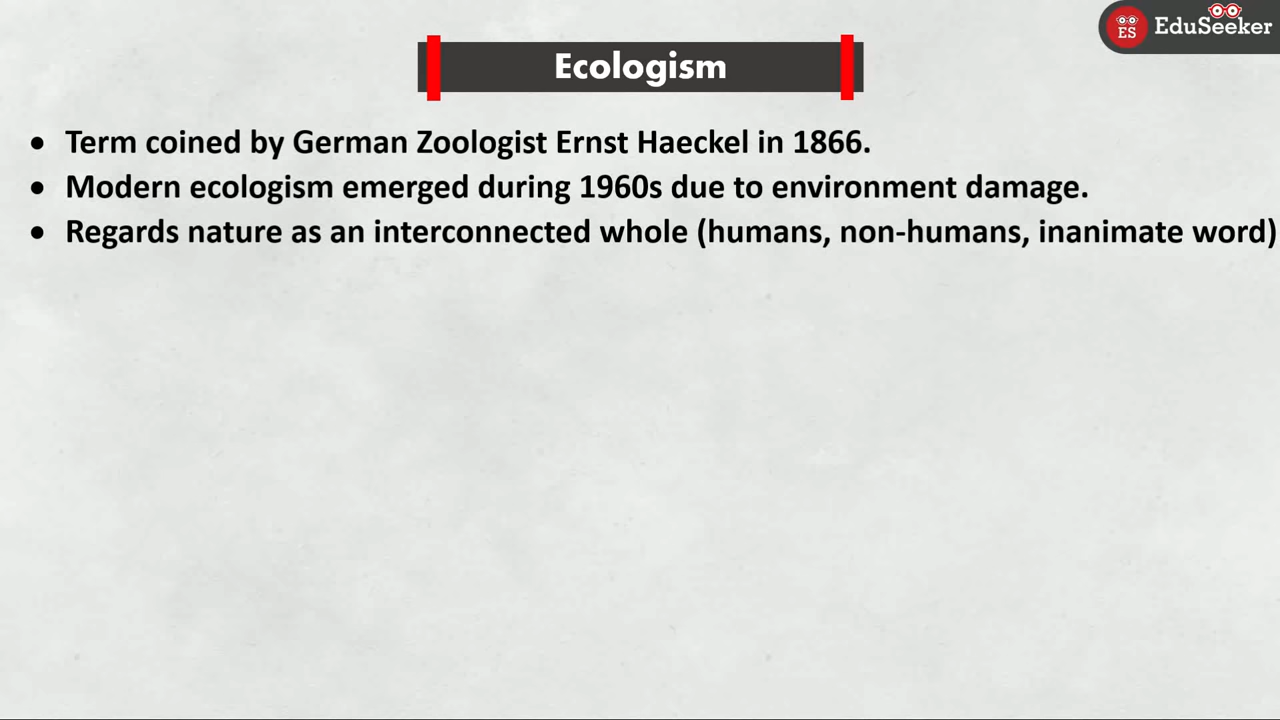 ES EduSeeker
Ecologism
• Term coined by German Zoologist Ernst Haeckel in 1866.
• Modern ecologism emerged during 1960s due to environment damage.
• Regards nature as an interconnected whole (humans, non-humans, inanimate word)